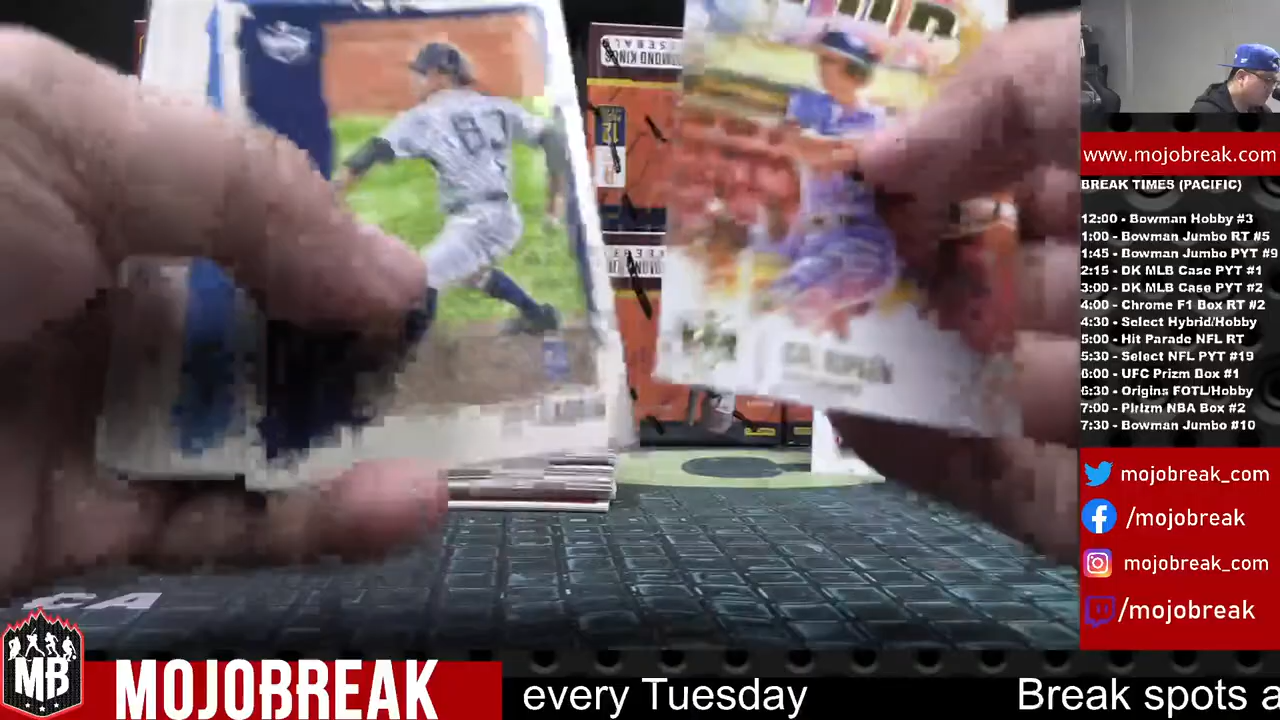 83
www.mojobreak.com
BREAK TIMES (PACIFIC)
12:00 - Bowman Hobby #3
1:00 - Bowman Jumbo RT #5
1:45 - Bowman Jumbo PYT #9
2:15 - DK MLB Case PYT #1
3:00 - DK MLB Case PYT #2
4:00 - Chrome F1 Box RT #2
4:30 - Select Hybrid/Hobby
5:00 - Hit Parade NFL RT
5:30 - Select NFL PYT #19
6:00 - UFC Prizm Box #1
6:30 - Origins FOTL/Hobby
7:00 - Pirizm NBA Box #2
7:30 - Bowman Jumbo #10
mojobreak_com
/mojobreak
mojobreak_com
/mojobreak
CA
MB
MOJOBREAK
every Tuesday
Break spots a